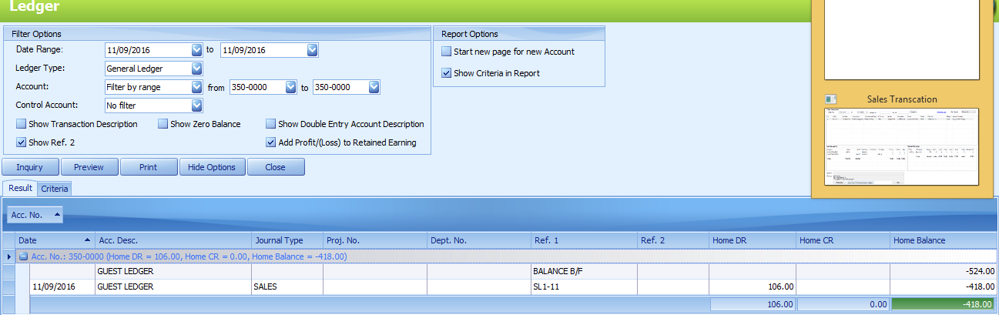 Ledger
Filter Options
Date Range: 11/09/2016 to 11/09/2016
Ledger Type: General Ledger
Account: Filter by range from 350-0000 to 350-0000
Control Account: No filter
Show Transaction Description Show Zero Balance Show Double Entry Account Description
Show Ref. 2 Add Profit/(Loss) to Retained Earning
Report Options
Start new page for new Account
Show Criteria in Report
Sales Transcation
Inquiry Preview Print Hide Options Close
Result Criteria
Acc. No.
Date Acc. Desc. Journal Type Proj. No. Dept. No. Ref. 1 Ref. 2 Home DR Home CR Home Balance
Acc. No.: 350-0000 (Home DR = 106.00, Home CR = 0.00, Home Balance = -418.00)
GUEST LEDGER BALANCE B/F -524.00
11/09/2016 GUEST LEDGER SALES SL1-11 106.00 -418.00
106.00 0.00 -418.00